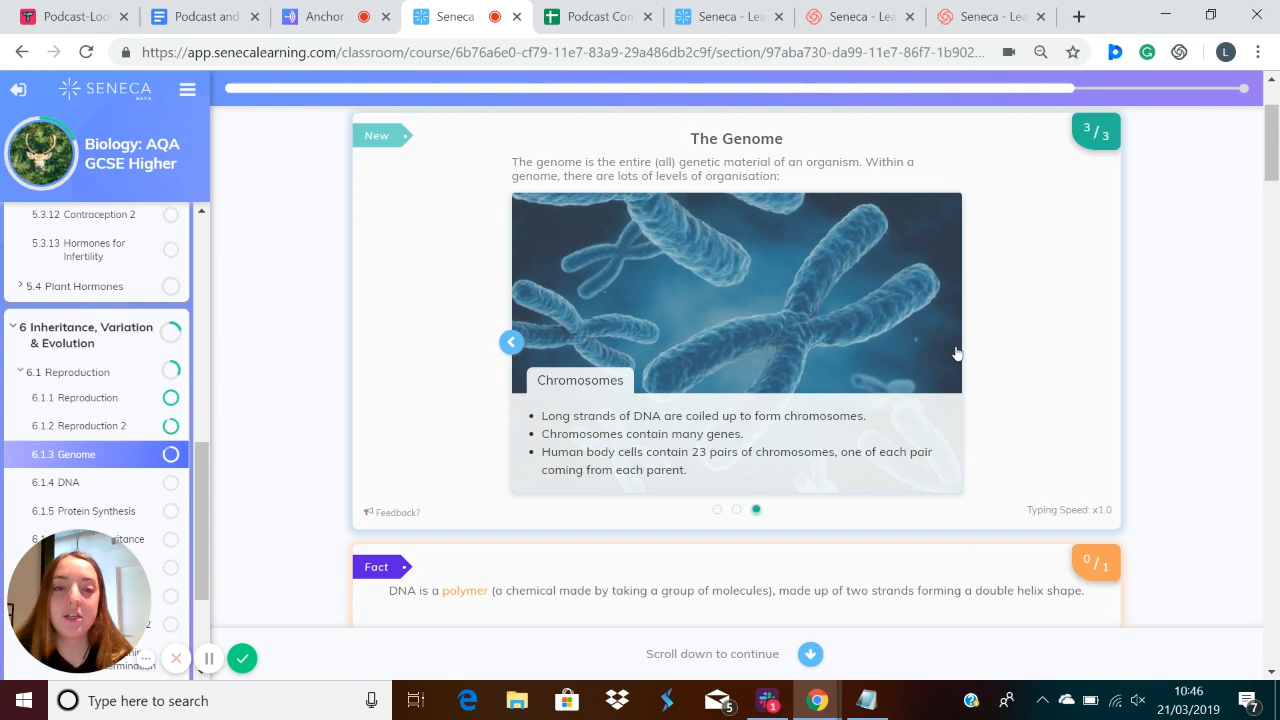 Podcast-Loo
Podcast and
Anchor
Seneca
Podcast Con
Seneca - Lea
Seneca - Lea
Seneca - Lea
https://app.senecalearning.com/classroom/course/6b76a6e0-cf79-11e7-83a9-29a486db2c9f/section/97aba730-da99-11e7-86f7-1b902...
L
SENECA
BETA
Biology: AQA
GCSE Higher
5.3.12 Contraception 2
5.3.13 Hormones for
Infertility
5.4 Plant Hormones
6 Inheritance, Variation
& Evolution
6.1 Reproduction
6.1.1 Reproduction
6.1.2 Reproduction 2
6.1.3 Genome
6.1.4 DNA
6.1.5 Protein Synthesis
New
The Genome
3/3
The genome is the entire (all) genetic material of an organism. Within a
genome, there are lots of levels of organisation:
Chromosomes
• Long strands of DNA are coiled up to form chromosomes.
• Chromosomes contain many genes.
• Human body cells contain 23 pairs of chromosomes, one of each pair
coming from each parent.
Feedback?
Typing Speed: x1.0
Fact
0/1
DNA is a polymer (a chemical made by taking a group of molecules), made up of two strands forming a double helix shape.
Scroll down to continue
Type here to search
5
1
10:46
21/03/2019
7